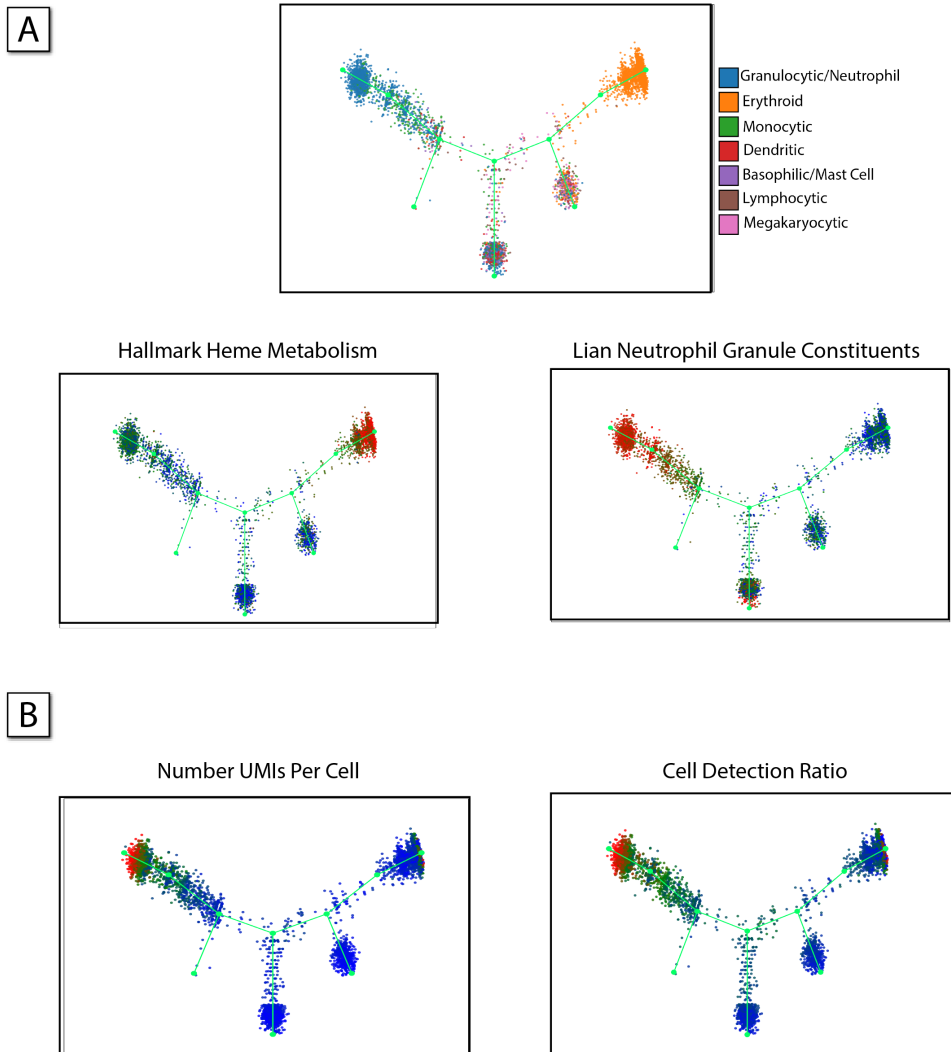 A
Granulocytic/Neutrophil
Erythroid
Monocytic
Dendritic
Basophilic/Mast Cell
Lymphocytic
Megakaryocytic
Hallmark Heme Metabolism
Lian Neutrophil Granule Constituents
B
Number UMIs Per Cell
Cell Detection Ratio